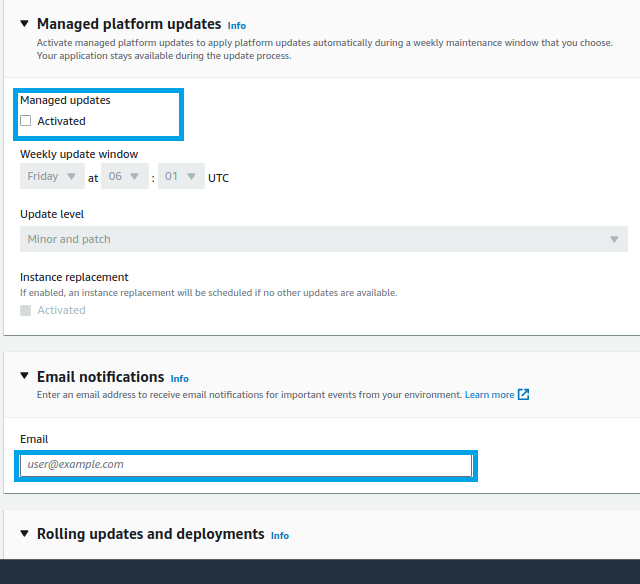 Managed platform updates Info
Activate managed platform updates to apply platform updates automatically during a weekly maintenance window that you choose.
Your application stays available during the update process.
Managed updates
Activated
Weekly update window
Friday at 06 : 01 UTC
Update level
Minor and patch
Instance replacement
If enabled, an instance replacement will be scheduled if no other updates are available.
Activated
Email notifications Info
Enter an email address to receive email notifications for important events from your environment. Learn more
Email
user@example.com
Rolling updates and deployments Info